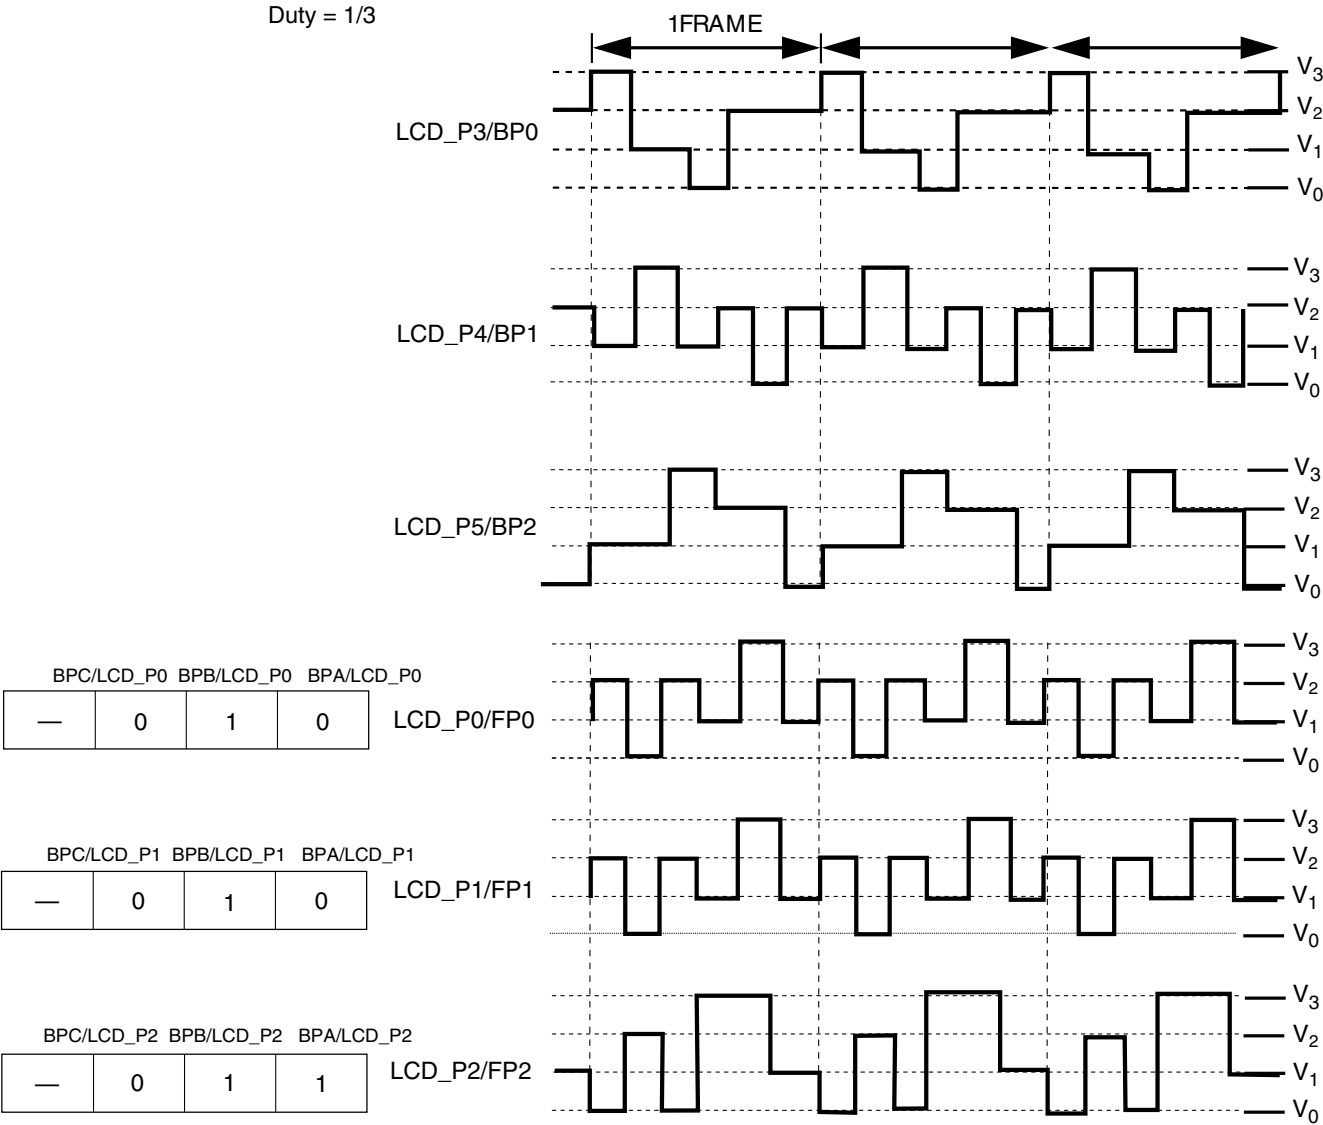 Duty = 1/3
1FRAME
LCD_P3/BP0
V3
V2
V1
V0
LCD_P4/BP1
V3
V2
V1
V0
LCD_P5/BP2
V3
V2
V1
V0
BPC/LCD_P0 BPB/LCD_P0 BPA/LCD_P0
— 0 1 0
LCD_P0/FP0
V3
V2
V1
V0
BPC/LCD_P1 BPB/LCD_P1 BPA/LCD_P1
— 0 1 0
LCD_P1/FP1
V3
V2
V1
V0
BPC/LCD_P2 BPB/LCD_P2 BPA/LCD_P2
— 0 1 1
LCD_P2/FP2
V3
V2
V1
V0